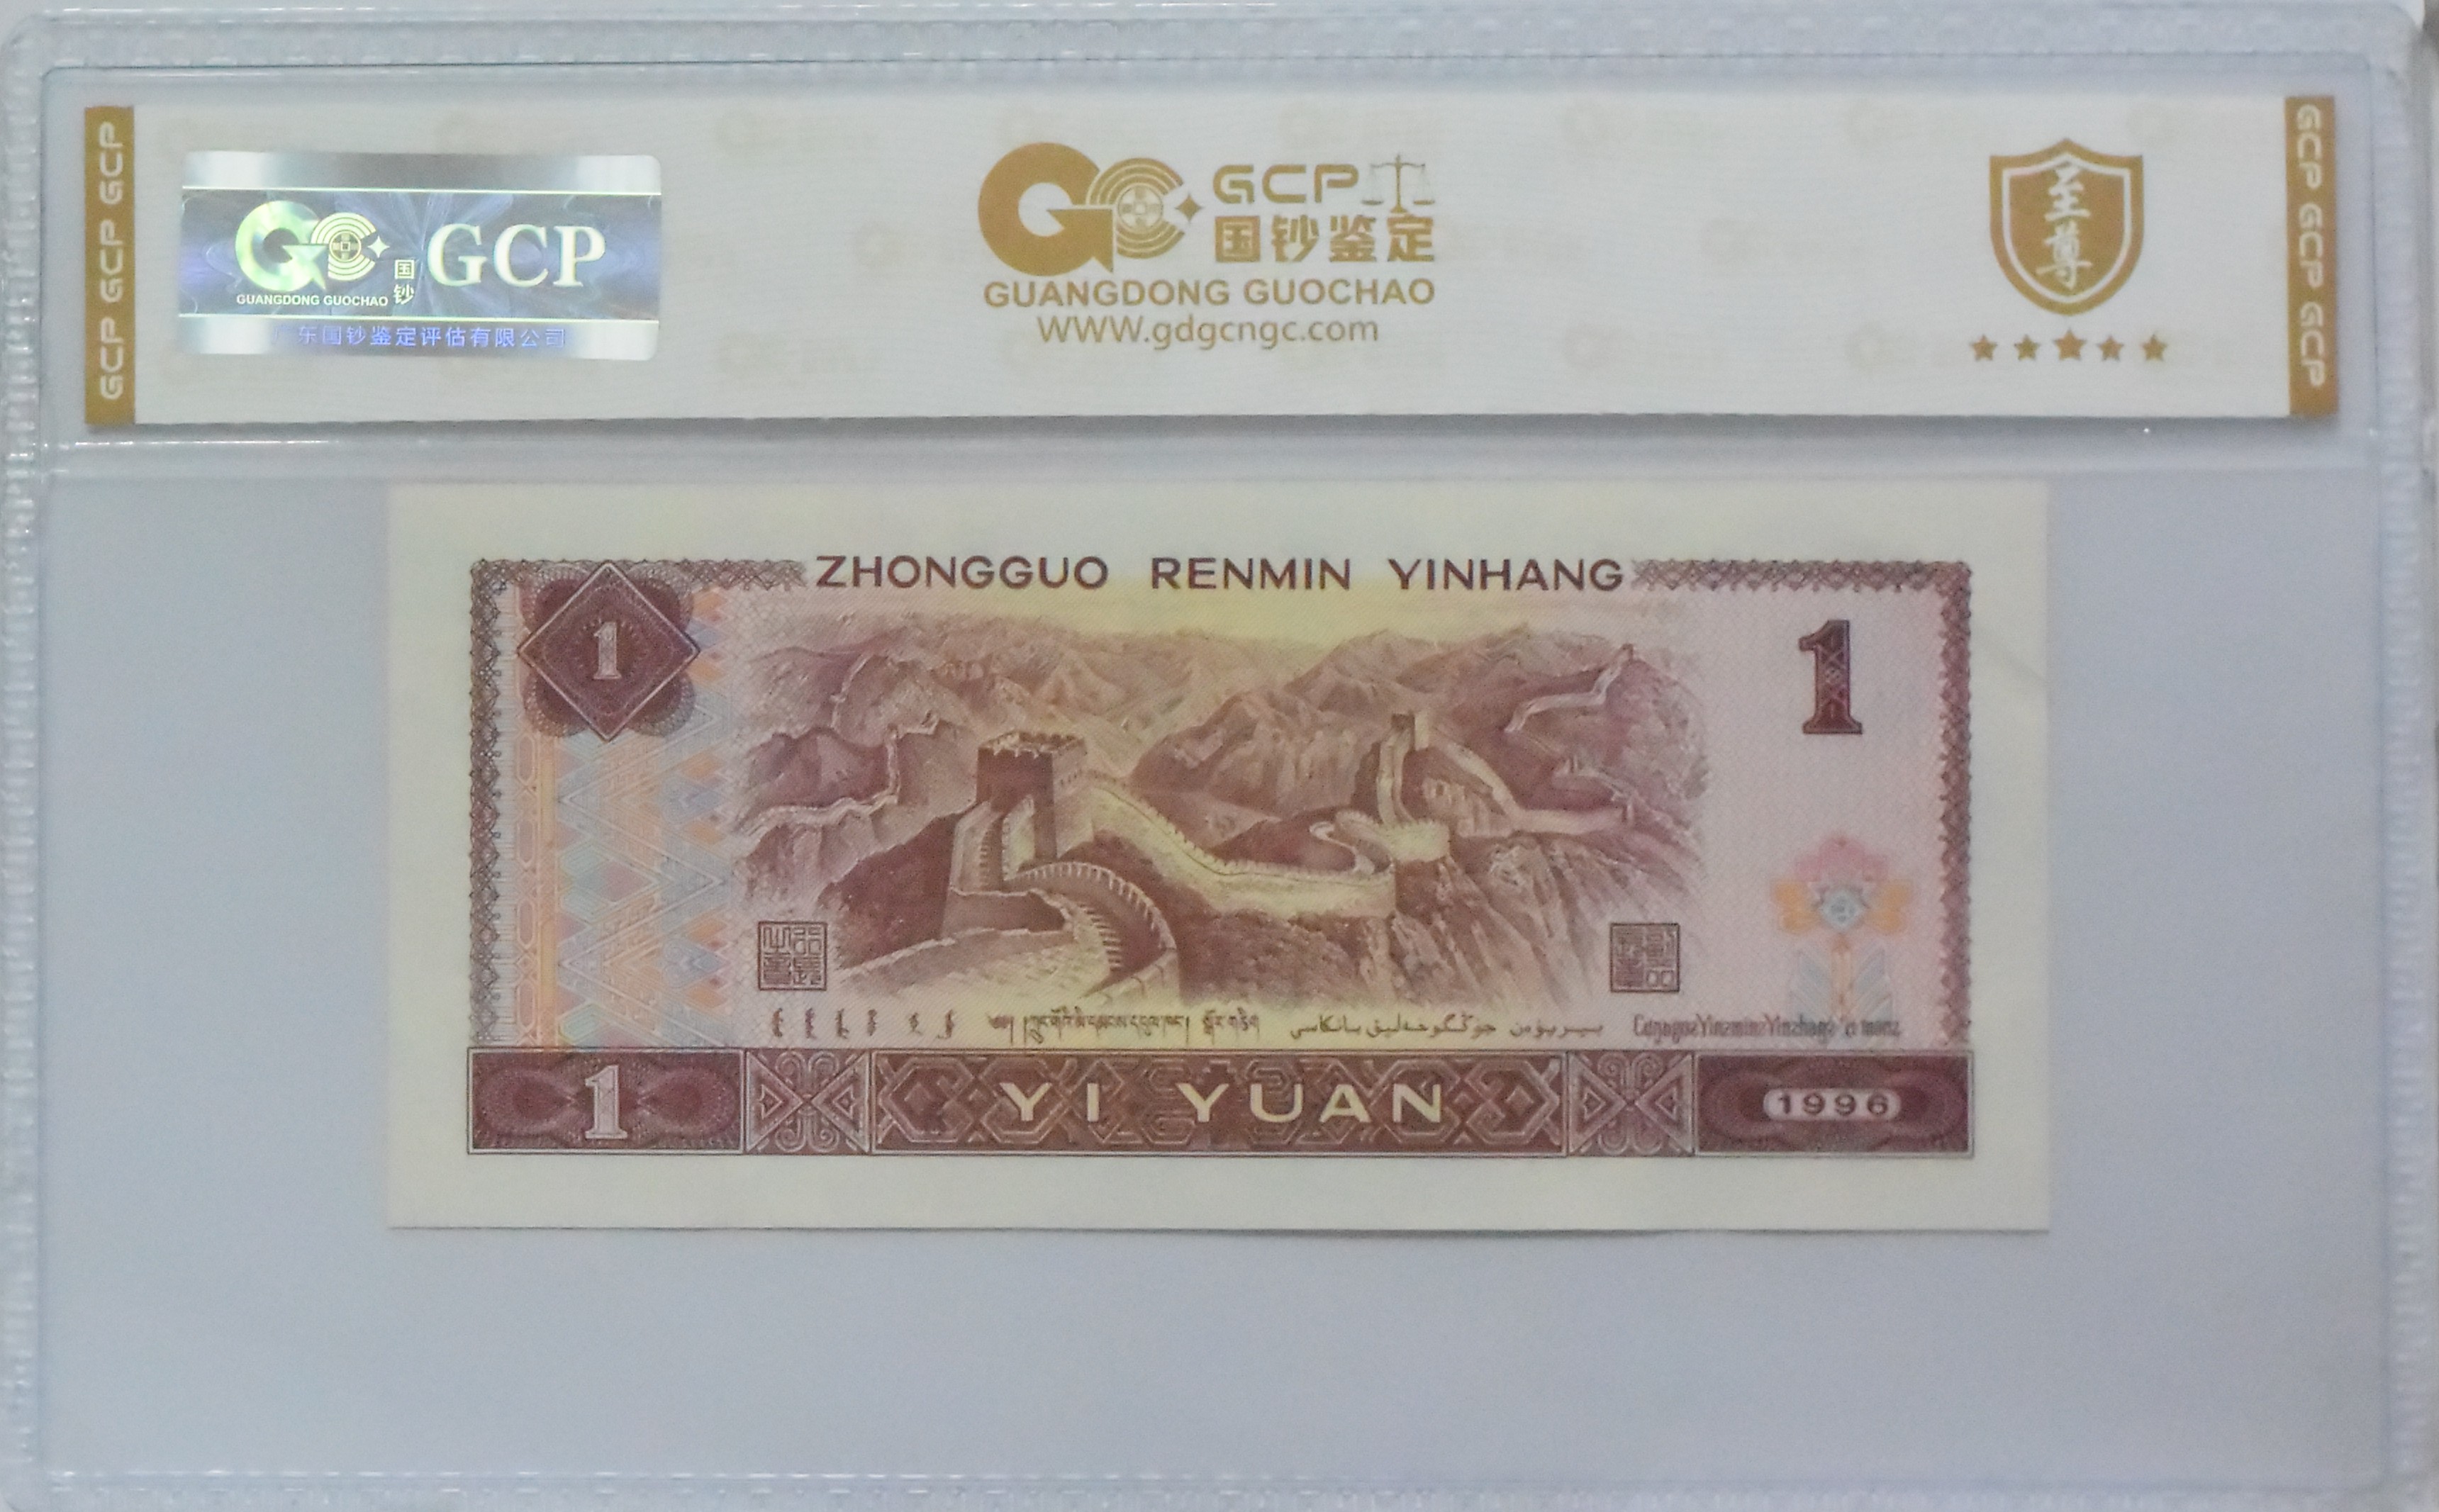 GCP GCP GCP
国钞 GCP
GUANGDONG GUOCHAO
广东国钞鉴定评估有限公司
GCP
国钞鉴定
GUANGDONG GUOCHAO
WWW.gdgcngc.com
至尊
GCP GCP GCP
ZHONGGUO RENMIN YINHANG
1
1
1
YI YUAN
1996